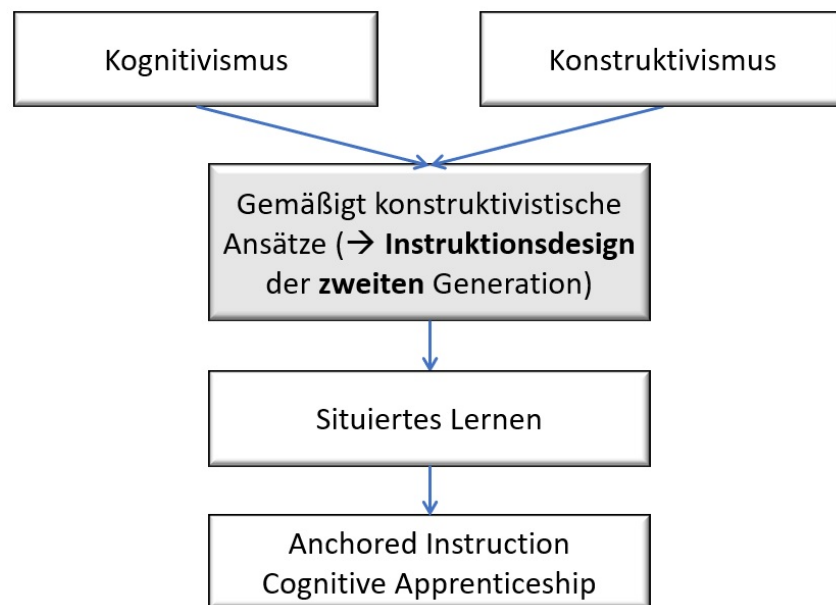 Kognitivismus
Konstruktivismus
Gemäßigt konstruktivistische
Ansätze (→ Instruktionsdesign
der zweiten Generation)
Situiertes Lernen
Anchored Instruction
Cognitive Apprenticeship